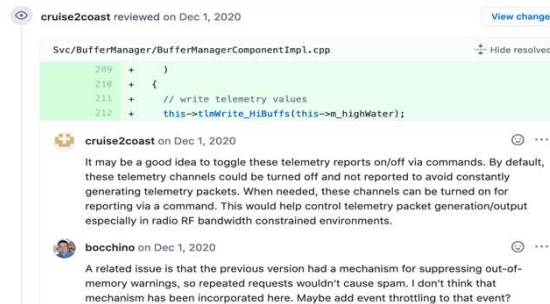 cruise2coast reviewed on Dec 1, 2020
View change
Svc/BufferManager/BufferManagerComponentImpl.cpp
Hide resolved
209 + )
210 + {
211 + // write telemetry values
212 + this->tlmWrite_HiBuffs(this->m_highWater);
cruise2coast on Dec 1, 2020
It may be a good idea to toggle these telemetry reports on/off via commands. By default,
these telemetry channels could be turned off and not reported to avoid constantly
generating telemetry packets. When needed, these channels can be turned on for
reporting via a command. This would help control telemetry packet generation/output
especially in radio RF bandwidth constrained environments.
bocchino on Dec 1, 2020
A related issue is that the previous version had a mechanism for suppressing out-of-
memory warnings, so repeated requests wouldn't cause spam. I don't think that
mechanism has been incorporated here. Maybe add event throttling to that event?